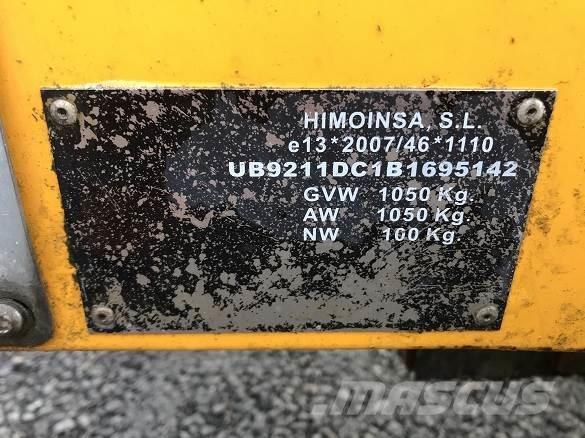 HIMOINSA, S.L.
e13*2007/46*1110
UB9211DC1B1695142
GVW 1050 Kg.
AW 1050 Kg.
NW 100 Kg.
MASCUS